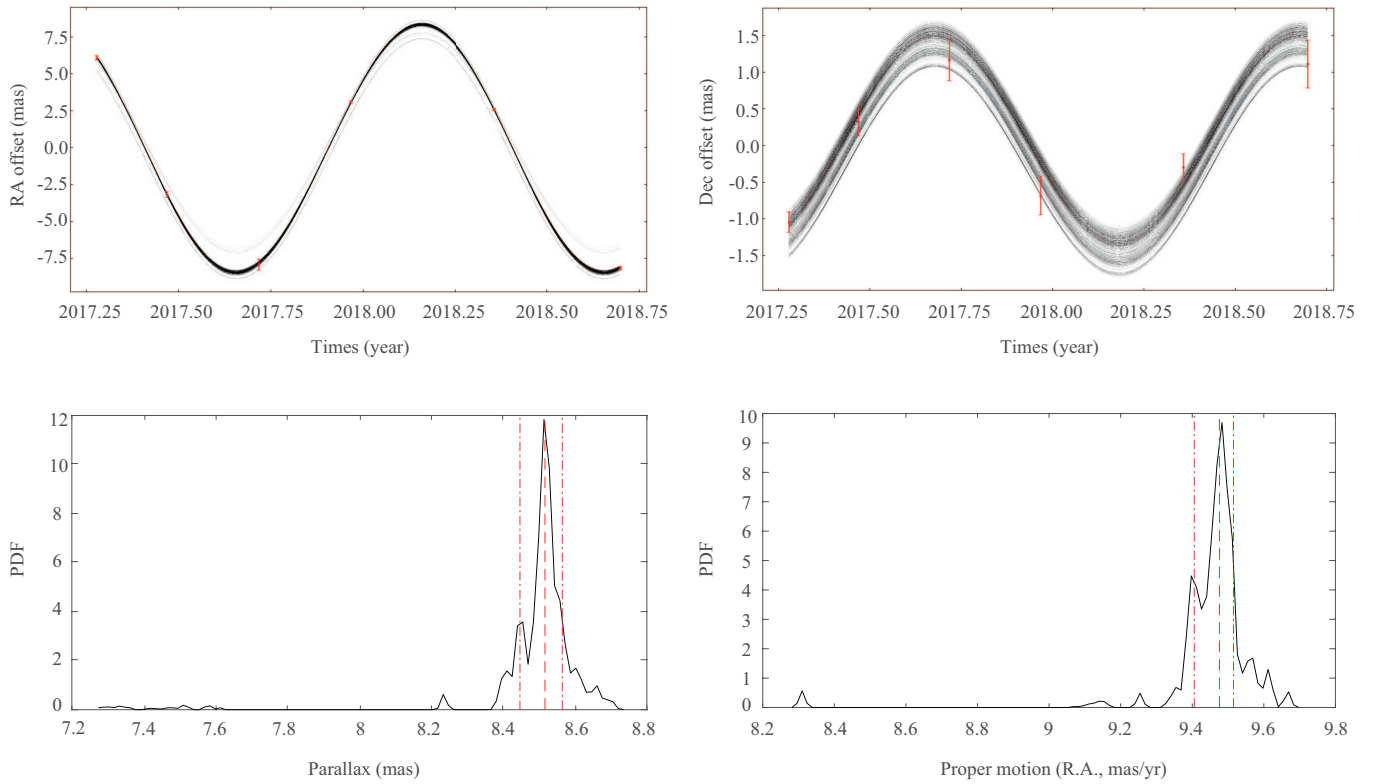 RA offset (mas)
7.5
5.0
2.5
0.0
-2.5
-5.0
-7.5
2017.25 2017.50 2017.75 2018.00 2018.25 2018.50 2018.75
Times (year)
Dec offset (mas)
1.5
1.0
0.5
0.0
-0.5
-1.0
-1.5
2017.25 2017.50 2017.75 2018.00 2018.25 2018.50 2018.75
Times (year)
PDF
12
10
8
6
4
2
0
7.2 7.4 7.6 7.8 8 8.2 8.4 8.6 8.8
Parallax (mas)
PDF
10
9
8
7
6
5
4
3
2
1
0
8.2 8.4 8.6 8.8 9 9.2 9.4 9.6 9.8
Proper motion (R.A., mas/yr)